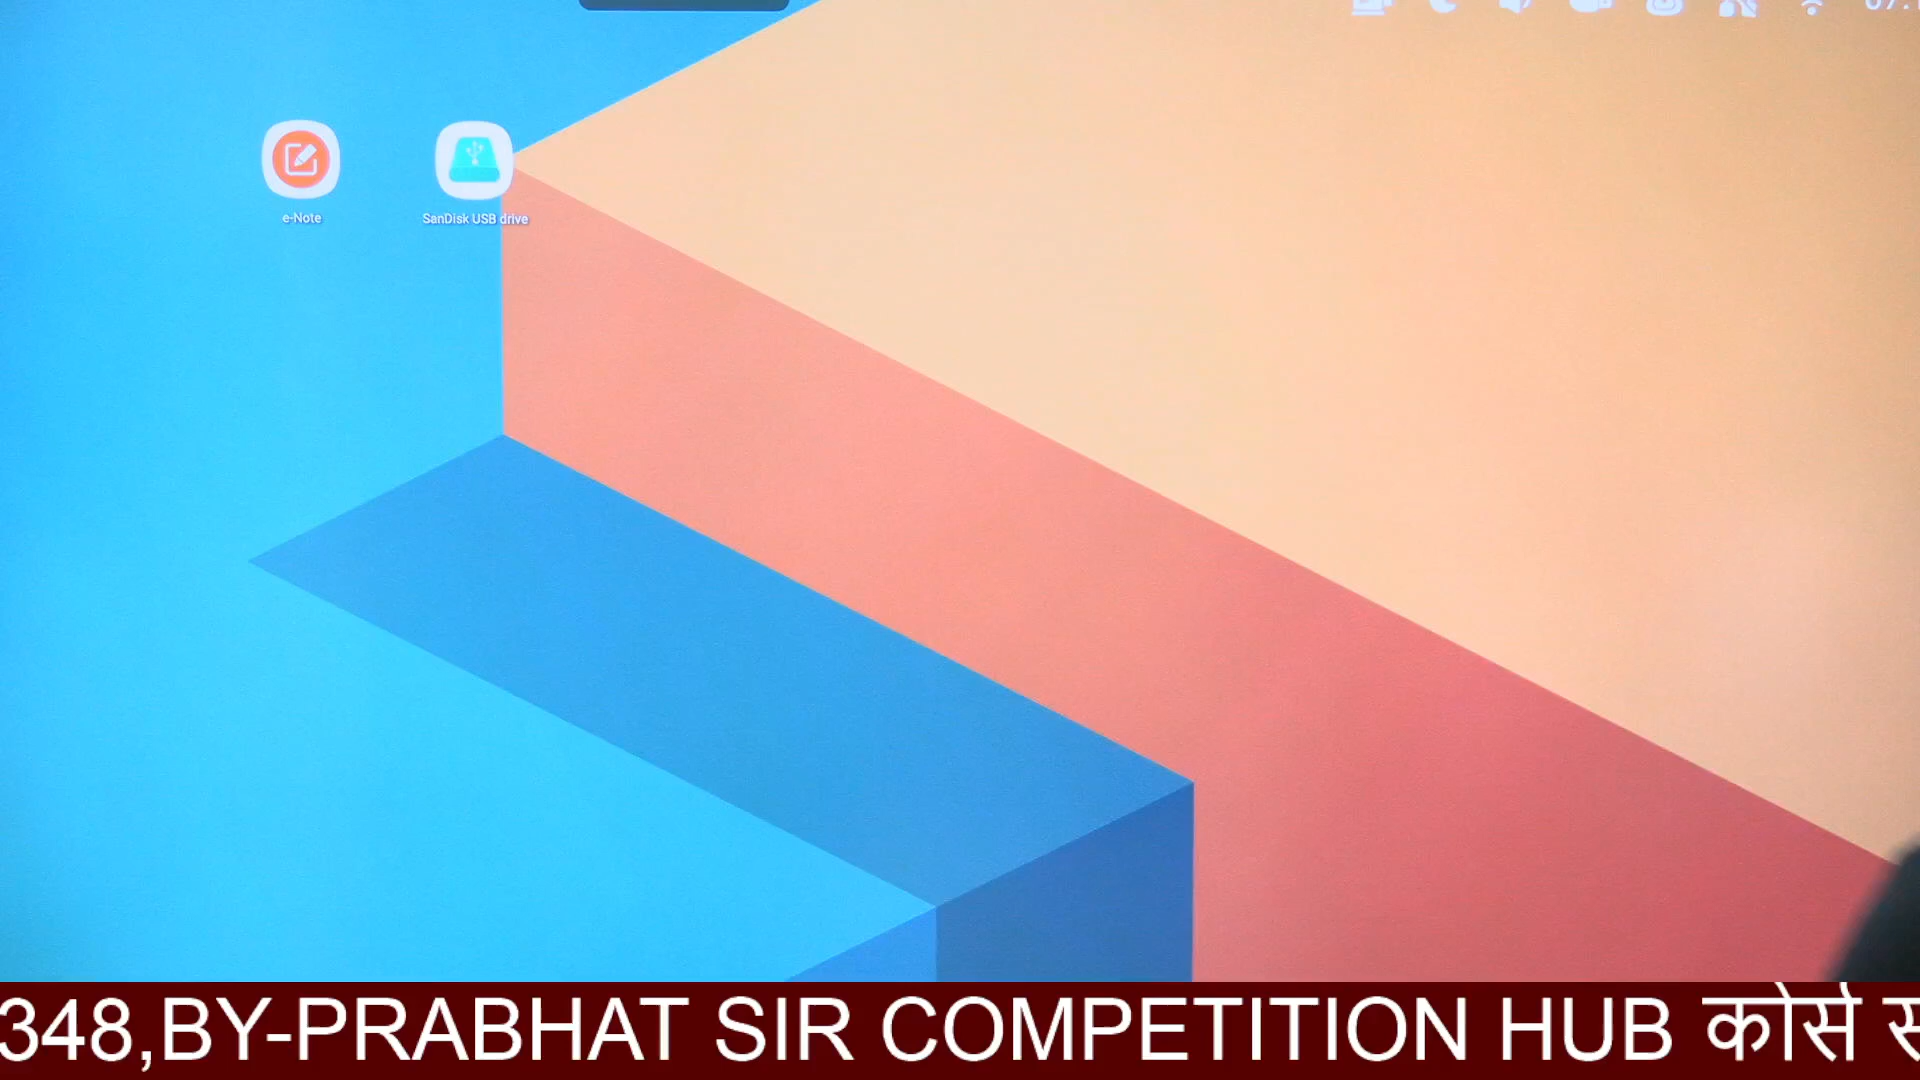 e-Note
SanDisk USB drive
348,BY-PRABHAT SIR COMPETITION HUB कोर्स